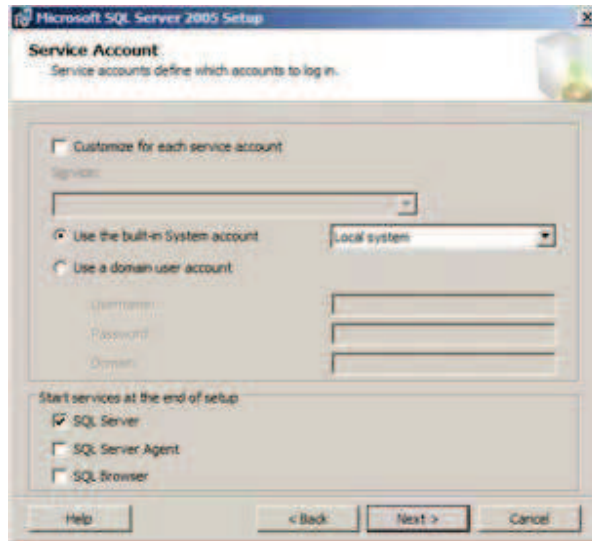 Microsoft SQL Server 2005 Setup
Service Account
Service accounts define which accounts to log in.
Customize for each service account
Service:
Use the built-in System account
Local system
Use a domain user account
Username:
Password:
Domain:
Start services at the end of setup
SQL Server
SQL Server Agent
SQL Browser
Help
< Back
Next >
Cancel